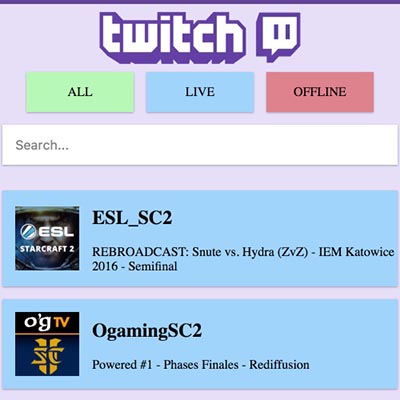 twitch
ALL LIVE OFFLINE
Search...
ESL
STARCRAFT 2
ESL_SC2
REBROADCAST: Snute vs. Hydra (ZvZ) - IEM Katowice
2016 - Semifinal
O'G TV
SC
OgamingSC2
Powered #1 - Phases Finales - Rediffusion